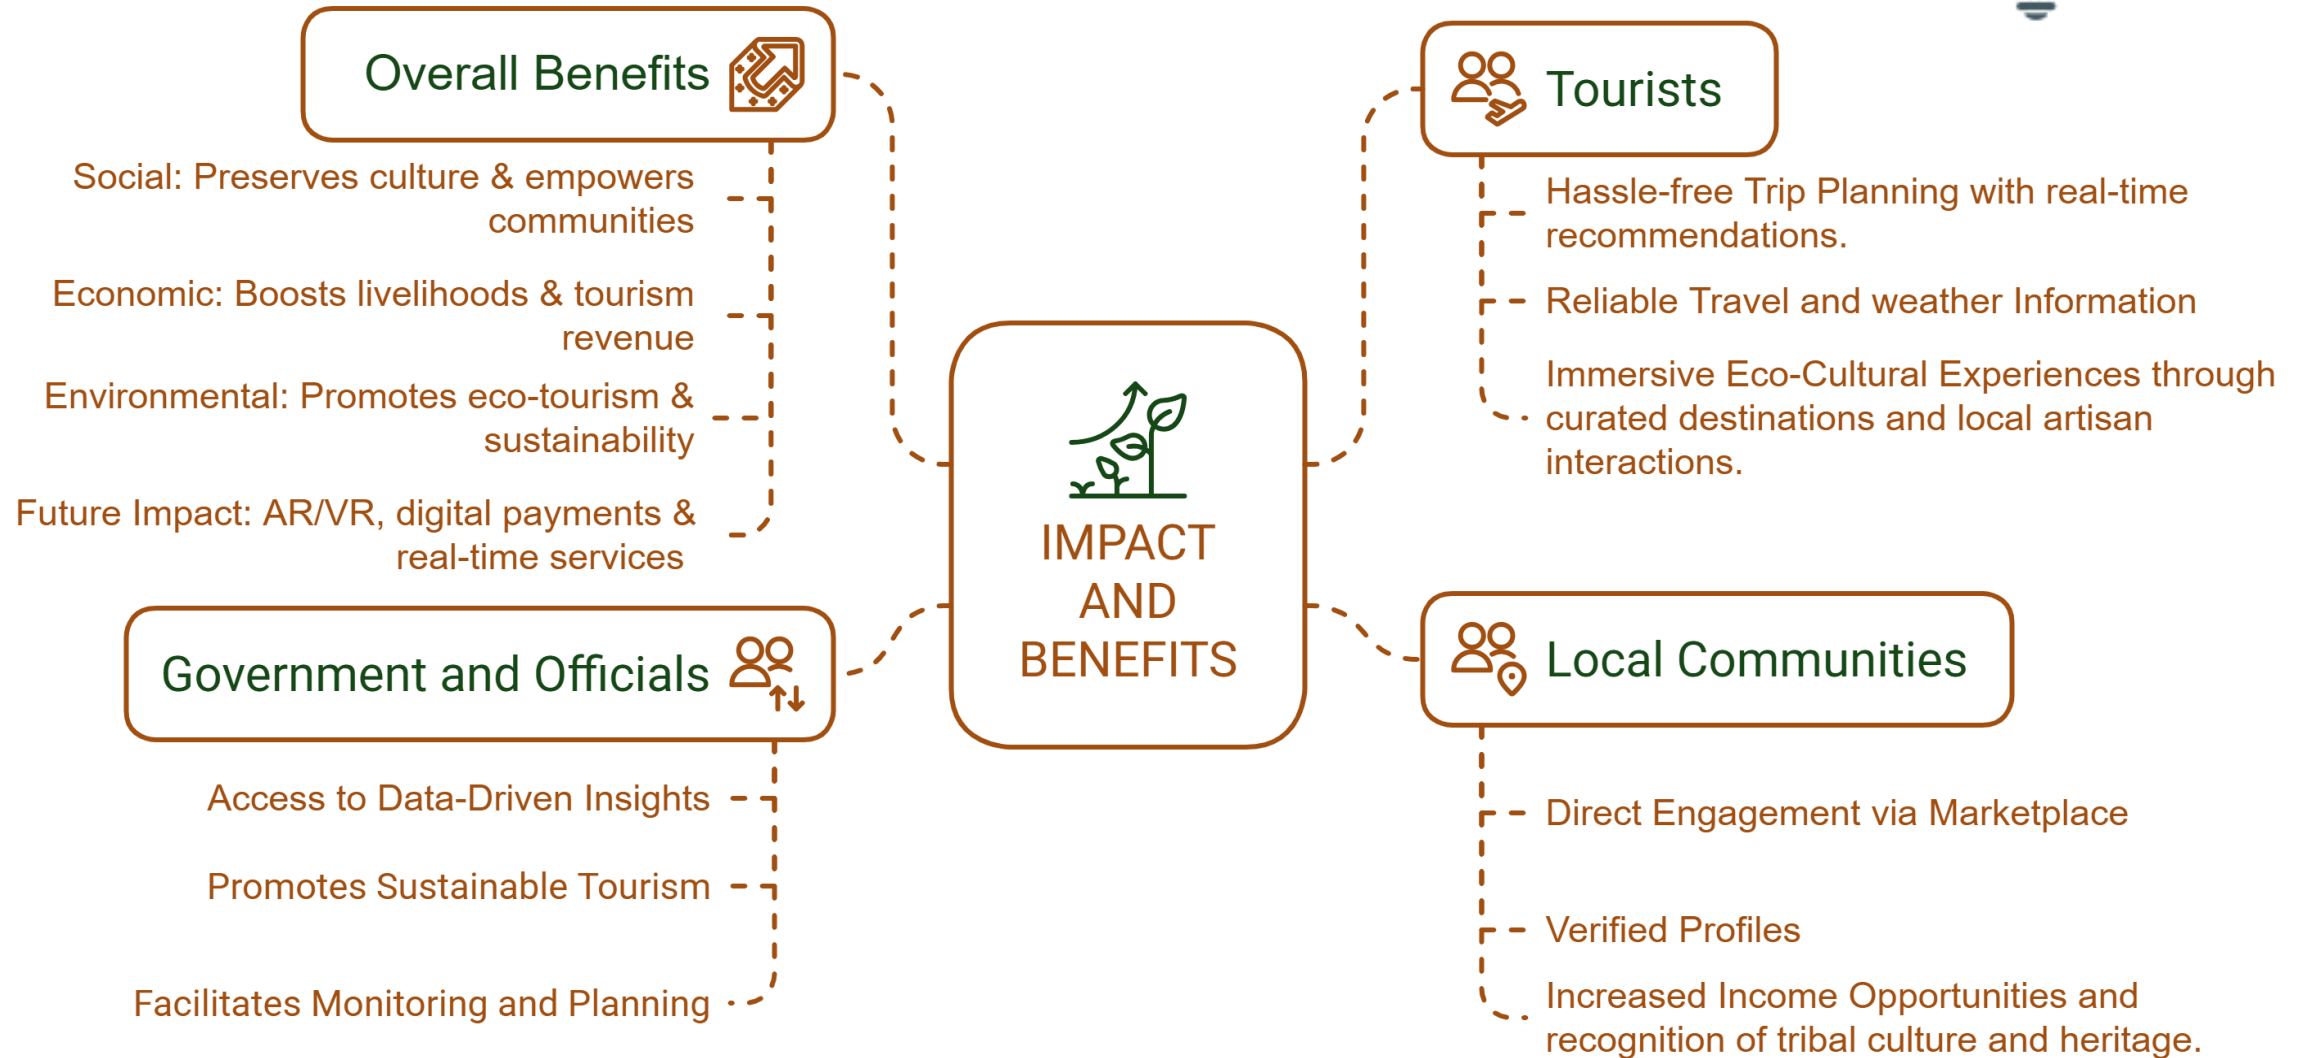 Overall Benefits
Social: Preserves culture & empowers
communities
Economic: Boosts livelihoods & tourism
revenue
Environmental: Promotes eco-tourism &
sustainability
Future Impact: AR/VR, digital payments &
real-time services
Government and Officials
Access to Data-Driven Insights
Promotes Sustainable Tourism
Facilitates Monitoring and Planning
IMPACT
AND
BENEFITS
Tourists
Hassle-free Trip Planning with real-time
recommendations.
Reliable Travel and weather Information
Immersive Eco-Cultural Experiences through
curated destinations and local artisan
interactions.
Local Communities
Direct Engagement via Marketplace
Verified Profiles
Increased Income Opportunities and
recognition of tribal culture and heritage.